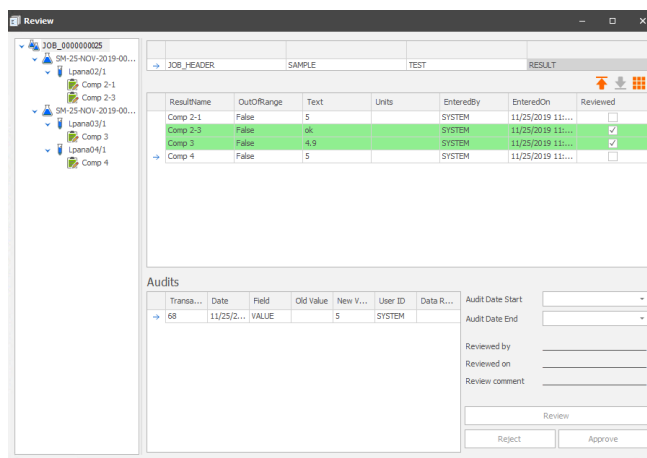 Review
JOB_0000000025
SM-25-NOV-2019-00...
Lpana02/1
Comp 2-1
Comp 2-3
SM-25-NOV-2019-00...
Lpana03/1
Comp 3
Lpana04/1
Comp 4
JOB_HEADER SAMPLE TEST RESULT
ResultName OutOfRange Text Units EnteredBy EnteredOn Reviewed
Comp 2-1 False 5 SYSTEM 11/25/2019 11:...
Comp 2-3 False ok SYSTEM 11/25/2019 11:...
Comp 3 False 4.9 SYSTEM 11/25/2019 11:...
Comp 4 False 5 SYSTEM 11/25/2019 11:...
Audits
Transa... Date Field Old Value New V... User ID Data R...
68 11/25/2... VALUE 5 SYSTEM
Audit Date Start
Audit Date End
Reviewed by
Reviewed on
Review comment
Review
Reject Approve